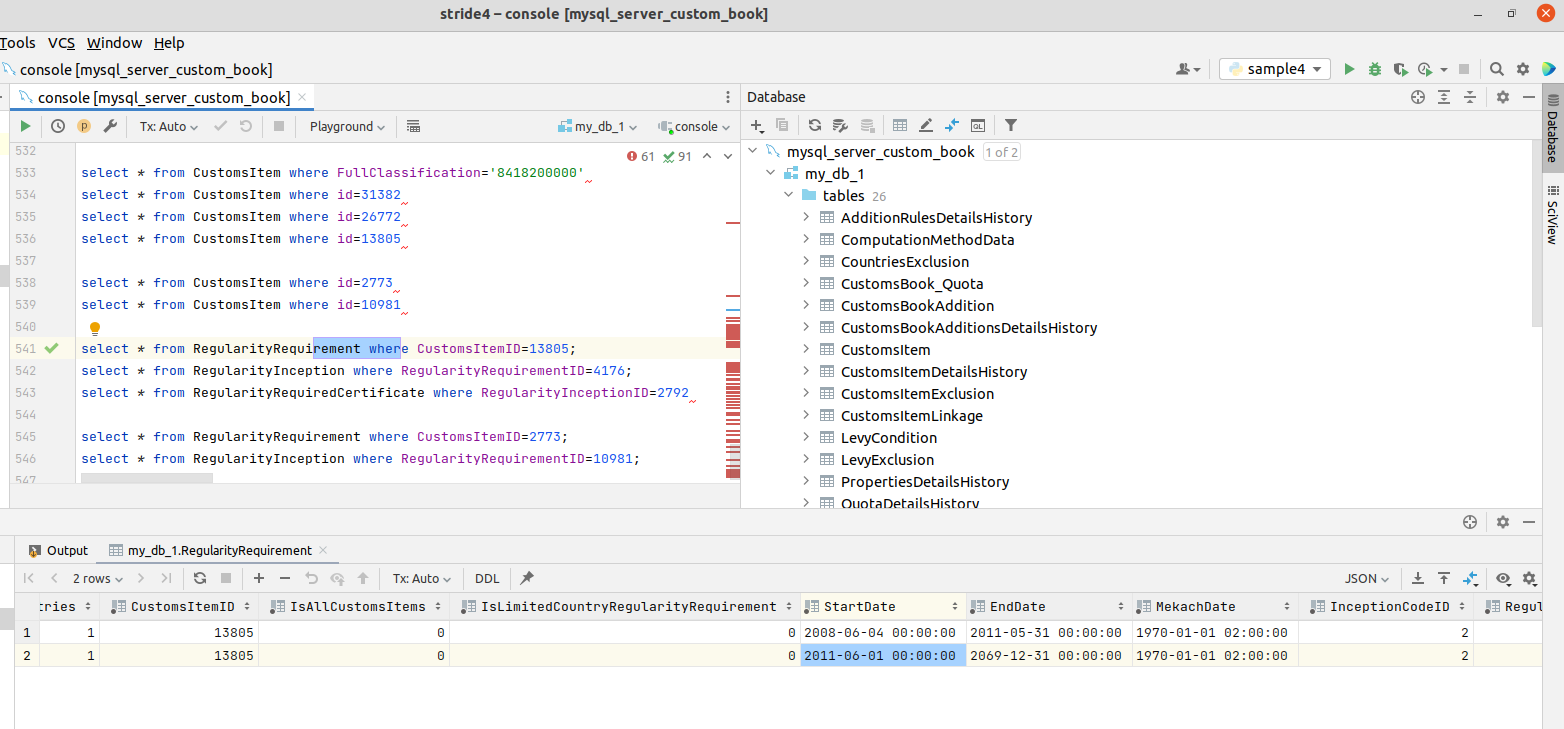 stride4 – console [mysql_server_custom_book]
Tools VCS Window Help
console [mysql_server_custom_book]
sample4
console [mysql_server_custom_book]
Tx: Auto
Playground
my_db_1
console
61 91
532
533 select * from CustomsItem where FullClassification='8418200000'
534 select * from CustomsItem where id=31382
535 select * from CustomsItem where id=26772
536 select * from CustomsItem where id=13805
537
538 select * from CustomsItem where id=2773
539 select * from CustomsItem where id=10981
540
541 select * from RegularityRequirement where CustomsItemID=13805;
542 select * from RegularityInception where RegularityRequirementID=4176;
543 select * from RegularityRequiredCertificate where RegularityInceptionID=2792
544
545 select * from RegularityRequirement where CustomsItemID=2773;
546 select * from RegularityInception where RegularityRequirementID=10981;
547
Database
QL
mysql_server_custom_book 1 of 2
my_db_1
tables 26
AdditionRulesDetailsHistory
ComputationMethodData
CountriesExclusion
CustomsBook_Quota
CustomsBookAddition
CustomsBookAdditionsDetailsHistory
CustomsItem
CustomsItemDetailsHistory
CustomsItemExclusion
CustomsItemLinkage
LevyCondition
LevyExclusion
PropertiesDetailsHistory
QuotaDetailsHistory
Database
SciView
Output my_db_1.RegularityRequirement
2 rows Tx: Auto DDL JSON
tries CustomsItemID IsAllCustomsItems IsLimitedCountryRegularityRequirement StartDate EndDate MekachDate InceptionCodeID Regul
1 1 13805 0 0 2008-06-04 00:00:00 2011-05-31 00:00:00 1970-01-01 02:00:00 2
2 1 13805 0 0 2011-06-01 00:00:00 2069-12-31 00:00:00 1970-01-01 02:00:00 2